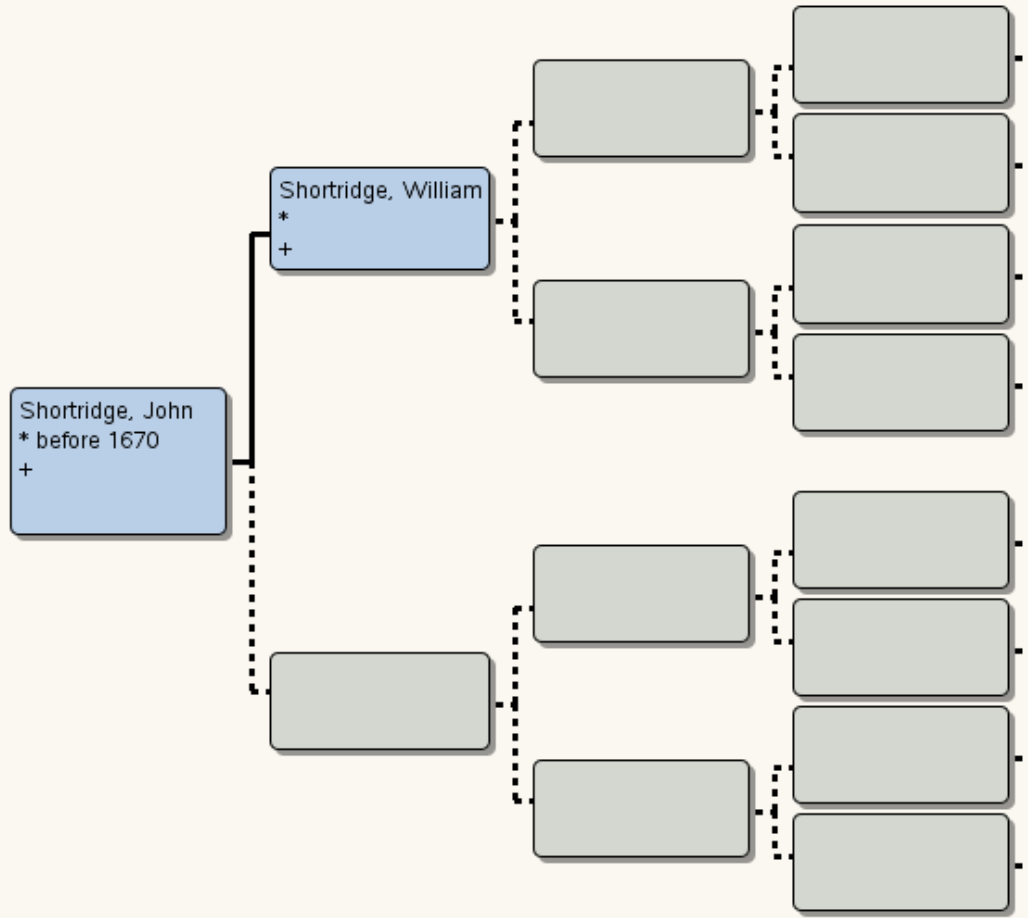 Shortridge, William
*
+
Shortridge, John
* before 1670
+